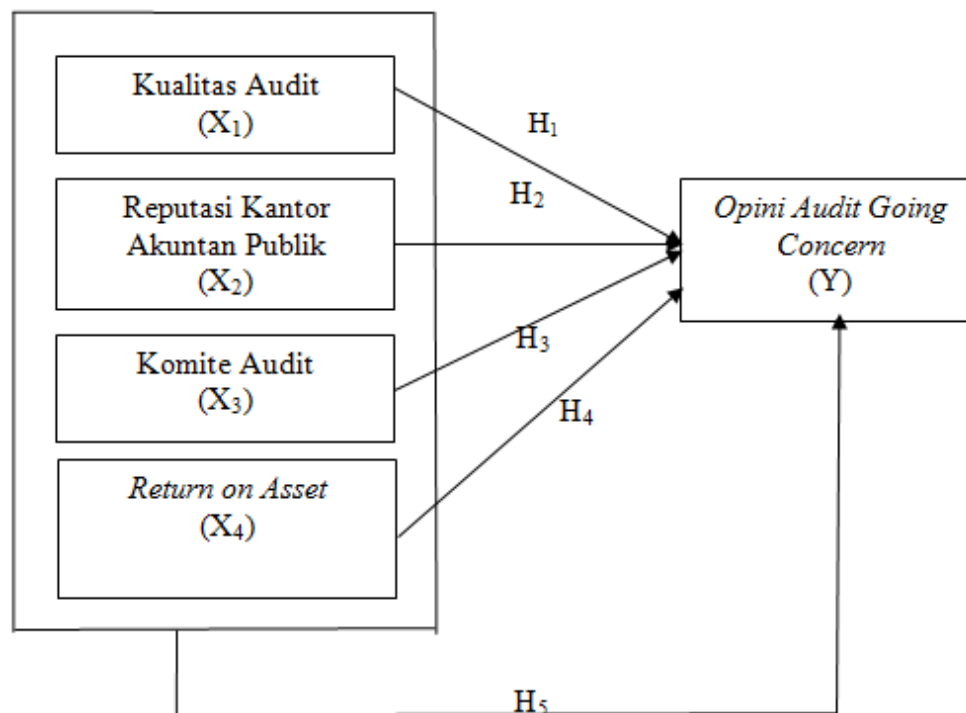 Kualitas Audit
(X₁)
H₁
Reputasi Kantor
Akuntan Publik
(X₂)
H₂
Opini Audit Going
Concern
(Y)
Komite Audit
(X₃)
H₃
Return on Asset
(X₄)
H₄
H₅